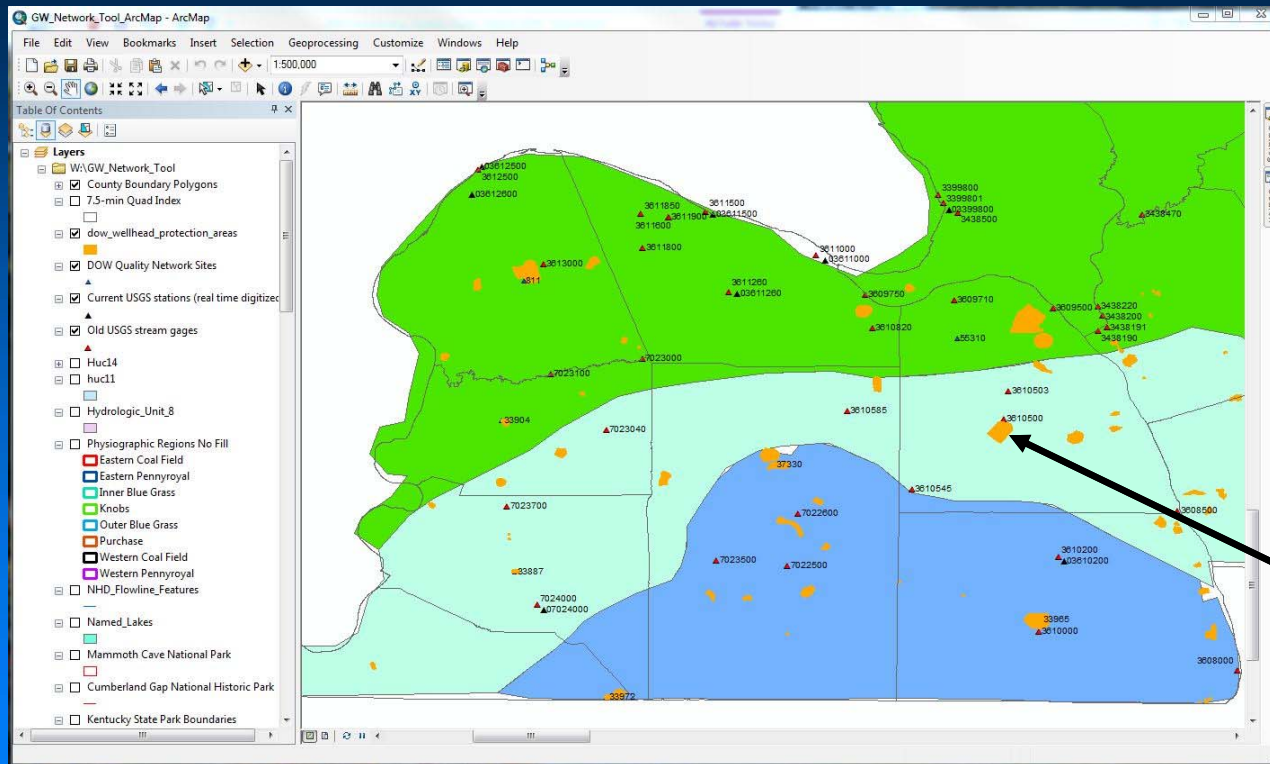 GW_Network_Tool_ArcMap - ArcMap
File Edit View Bookmarks Insert Selection Geoprocessing Customize Windows Help
1:500,000
Table Of Contents
Layers
W:\GW_Network_Tool
County Boundary Polygons
7.5-min Quad Index
dow_wellhead_protection_areas
DOW Quality Network Sites
Current USGS stations (real time digitized
Old USGS stream gages
Huc14
huc11
Hydrologic_Unit_8
Physiographic Regions No Fill
Eastern Coal Field
Eastern Pennyroyal
Inner Blue Grass
Knobs
Outer Blue Grass
Purchase
Western Coal Field
Western Pennyroyal
NHD_Flowline_Features
Named_Lakes
Mammoth Cave National Park
Cumberland Gap National Historic Park
Kentucky State Park Boundaries
03612500
3612500
03612600
3611850
3611900
3611600
3611500
03611500
3611800
3399800
3399801
03399800
3438500
3438470
3611000
03611000
3613000
811
3611260
03611260
3609750
3609710
3609500
3438220
3438200
3438191
3438190
3610820
55310
7023000
7023100
3610503
33904
7023040
3610585
3610500
37330
3610545
7023700
7022600
3608500
33887
7023500
7022500
3610200
03610200
7024000
07024000
33965
3610000
3608000
33972